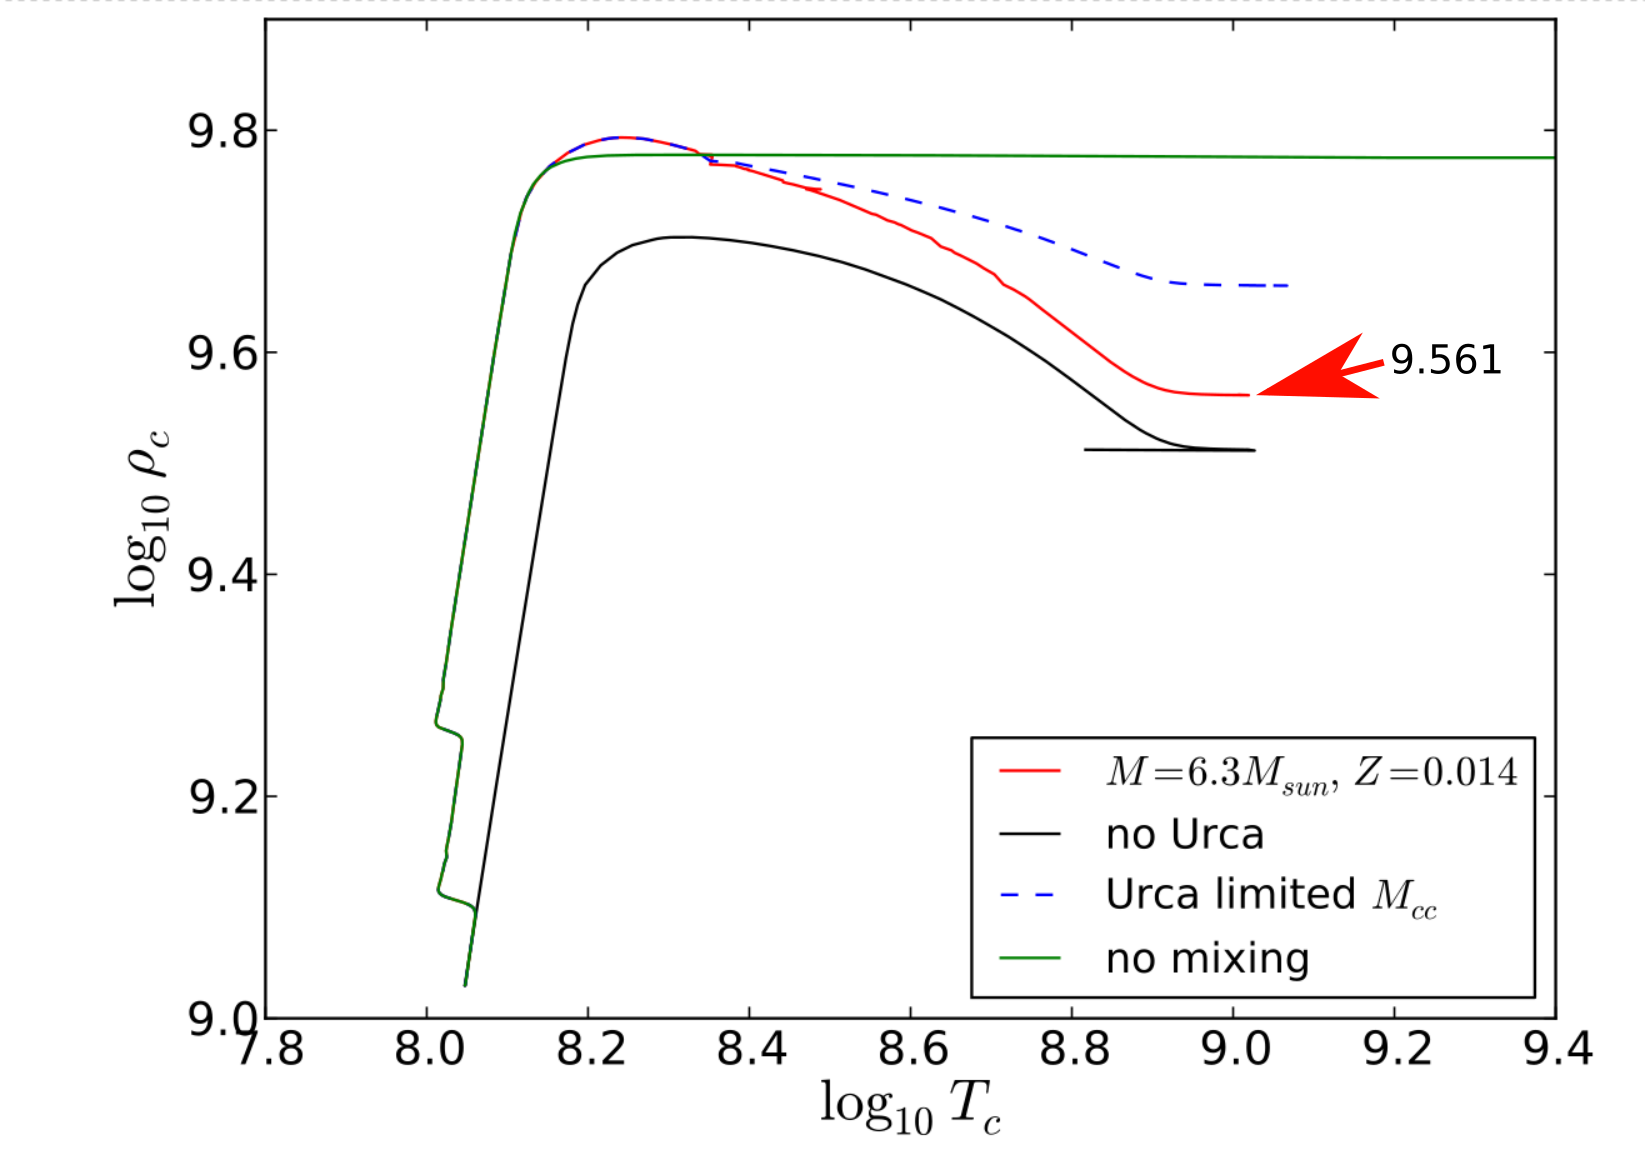 9.8
9.6
9.561
9.4
9.2
9.0
log10 ρc
M=6.3Msun, Z=0.014
no Urca
Urca limited Mcc
no mixing
7.8 8.0 8.2 8.4 8.6 8.8 9.0 9.2 9.4
log10 Tc